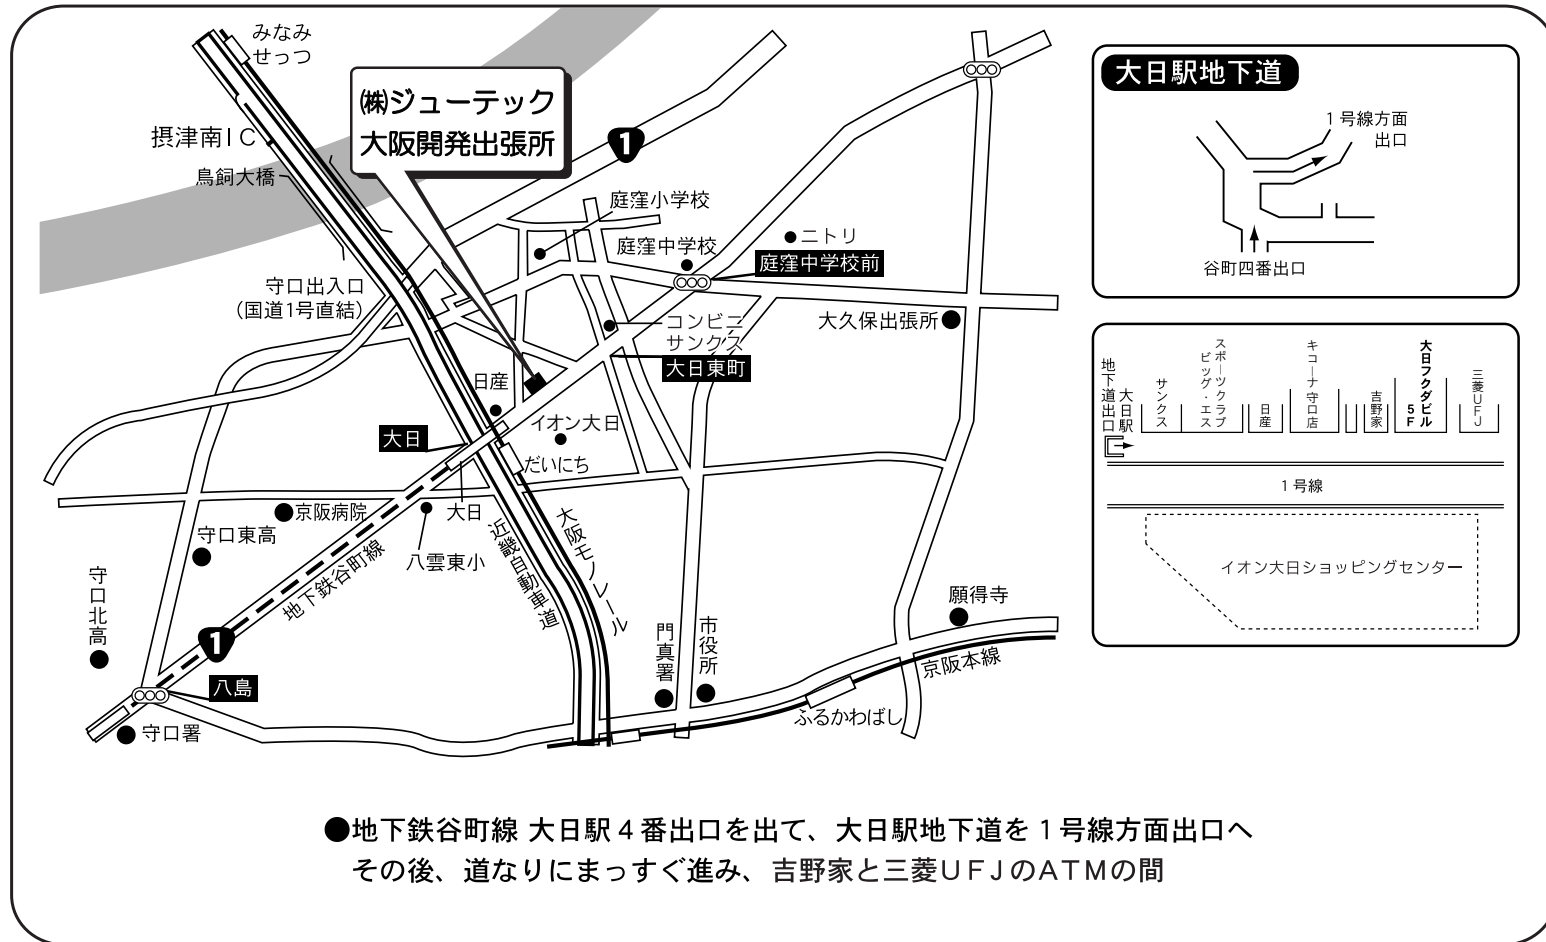 みなみ
せっつ
㈱ジューテック
大阪開発出張所
1
摂津南IC
鳥飼大橋
庭窪小学校
庭窪中学校
ニトリ
庭窪中学校前
守口出入口
(国道1号直結)
コンビニ
サンクス
大久保出張所
大日東町
日産
イオン大日
大日
だいにち
大日
京阪病院
守口東高
八雲東小
近畿自動車道
大阪モノレール
地下鉄谷町線
守口北高
1
門真署
市役所
願得寺
京阪本線
八島
ふるかわばし
守口署
大日駅地下道
1号線方面
出口
谷町四番出口
地下道出口
大日駅
サンクス
スポーツクラブ
ビッグ・エス
日産
キコーナ守口店
吉野家
大日フクダビル
5F
三菱UFJ
1号線
イオン大日ショッピングセンター
●地下鉄谷町線 大日駅4番出口を出て、大日駅地下道を1号線方面出口へ
その後、道なりにまっすぐ進み、吉野家と三菱UFJのATMの間